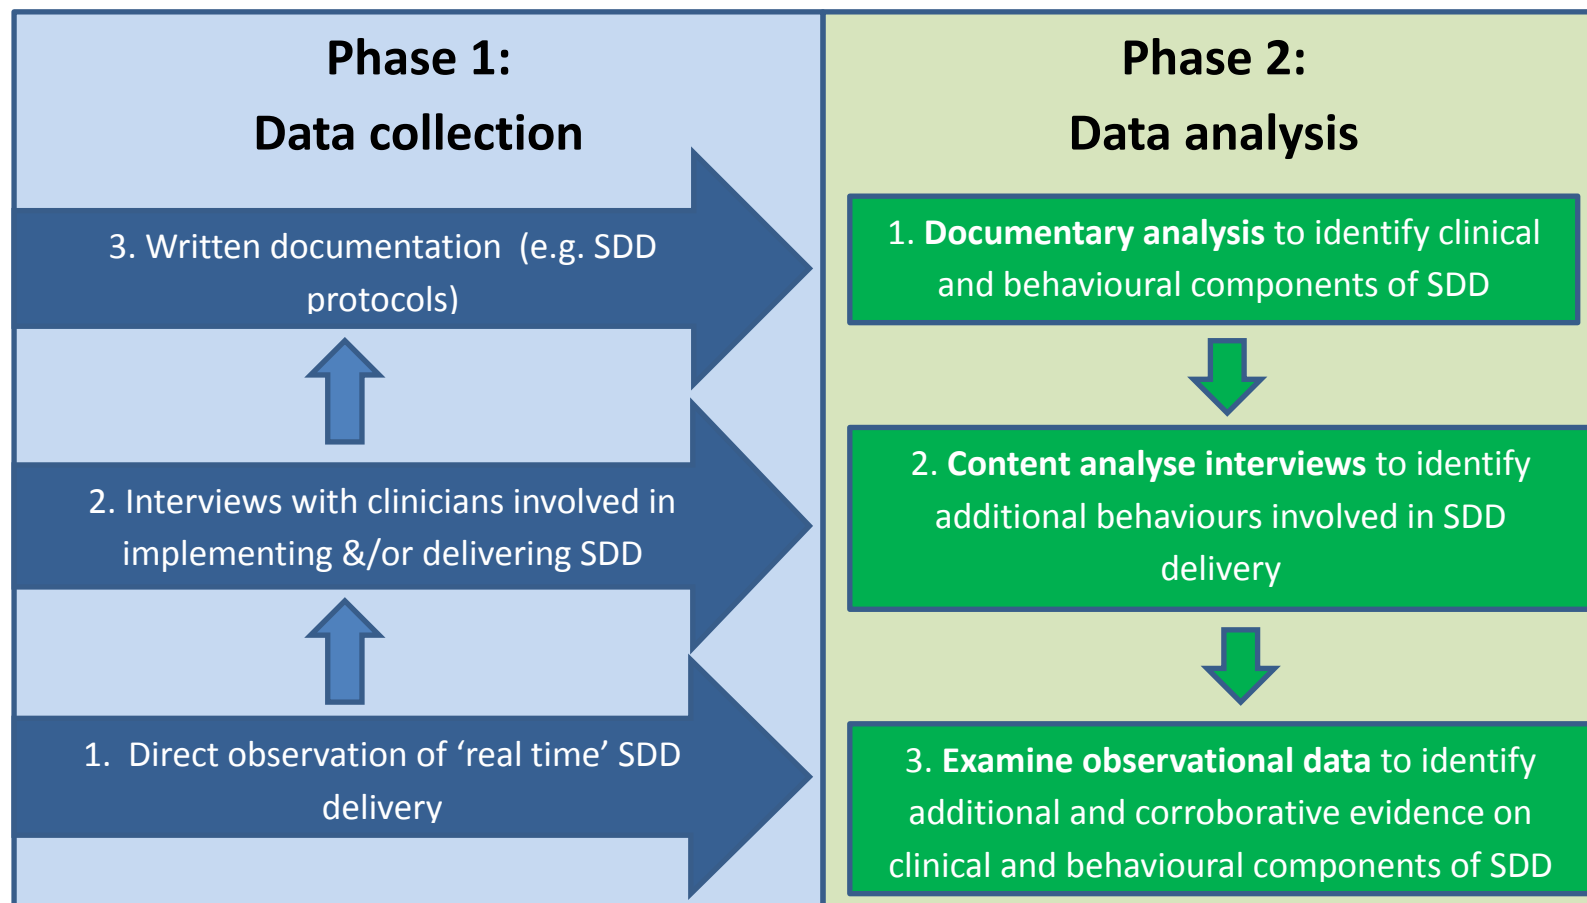 Phase 1:
Data collection
3. Written documentation  (e.g. SDD
protocols)
2. Interviews with clinicians involved in
implementing &/or delivering SDD
1.  Direct observation of ‘real time’ SDD
delivery
Phase 2:
Data analysis
1. Documentary analysis to identify clinical
and behavioural components of SDD
2. Content analyse interviews to identify
additional behaviours involved in SDD
delivery
3. Examine observational data to identify
additional and corroborative evidence on
clinical and behavioural components of SDD